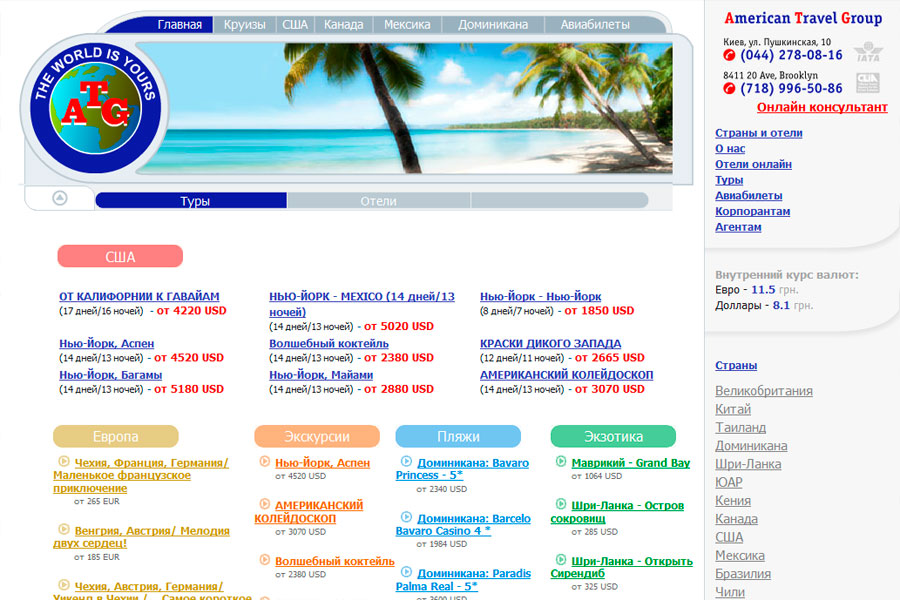 Главная
Круизы
США
Канада
Мексика
Доминикана
Авиабилеты
THE WORLD IS YOURS
ATG
Туры
Отели
США
ОТ КАЛИФОРНИИ К ГАВАЙАМ
(17 дней/16 ночей) - от 4220 USD
Нью-Йорк, Аспен
(14 дней/13 ночей) - от 4520 USD
Нью-Йорк, Багамы
(14 дней/13 ночей) - от 5180 USD
НЬЮ-ЙОРК - MEXICO (14 дней/13
ночей)
(14 дней/13 ночей) - от 5020 USD
Волшебный коктейль
(14 дней/13 ночей) - от 2380 USD
Нью-Йорк, Майами
(14 дней/13 ночей) - от 2880 USD
Нью-Йорк - Нью-Йорк
(8 дней/7 ночей) - от 1850 USD
КРАСКИ ДИКОГО ЗАПАДА
(12 дней/11 ночей) - от 2665 USD
АМЕРИКАНСКИЙ КОЛЕЙДОСКОП
(14 дней/13 ночей) - от 3070 USD
Европа
Чехия, Франция, Германия/
Маленькое французское
приключение
от 265 EUR
Венгрия, Австрия/ Мелодия
двух сердец!
от 185 EUR
Чехия, Австрия, Германия/
Уикенд в Чехии /... Самое короткое
Экскурсии
Нью-Йорк, Аспен
от 4520 USD
АМЕРИКАНСКИЙ
КОЛЕЙДОСКОП
от 3070 USD
Волшебный коктейль
от 2380 USD
Пляжи
Доминикана: Bavaro
Princess - 5*
от 2340 USD
Доминикана: Barcelo
Bavaro Casino 4 *
от 1984 USD
Доминикана: Paradis
Palma Real - 5*
от 3600 USD
Экзотика
Маврикий - Grand Bay
от 1064 USD
Шри-Ланка - Остров
сокровищ
от 285 USD
Шри-Ланка - Открыть
Сирендиб
от 325 USD
American Travel Group
Киев, ул. Пушкинская, 10
(044) 278-08-16
IATA
8411 20 Ave, Brooklyn
(718) 996-50-86
CLIA
Онлайн консультант
Страны и отели
О нас
Отели онлайн
Туры
Авиабилеты
Корпорантам
Агентам
Внутренний курс валют:
Евро - 11.5 грн.
Доллары - 8.1 грн.
Страны
Великобритания
Китай
Таиланд
Доминикана
Шри-Ланка
ЮАР
Кения
Канада
США
Мексика
Бразилия
Чили